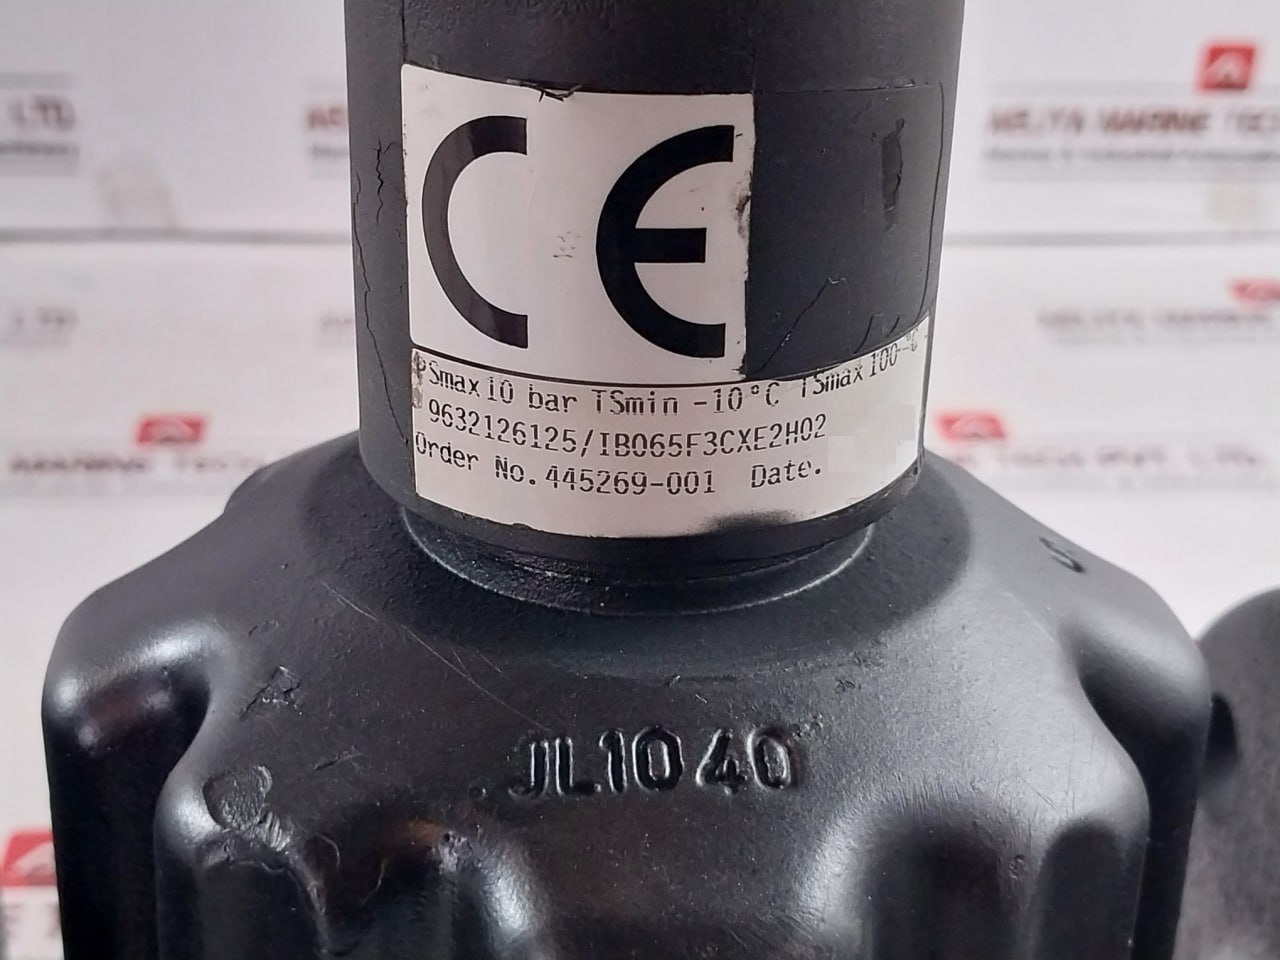 CE
PSmax 10 bar TSmin -10°C TSmax 100 °C
9632126125/IB065F3CXE2H02
Order No. 445269-001 Date.
JL1040